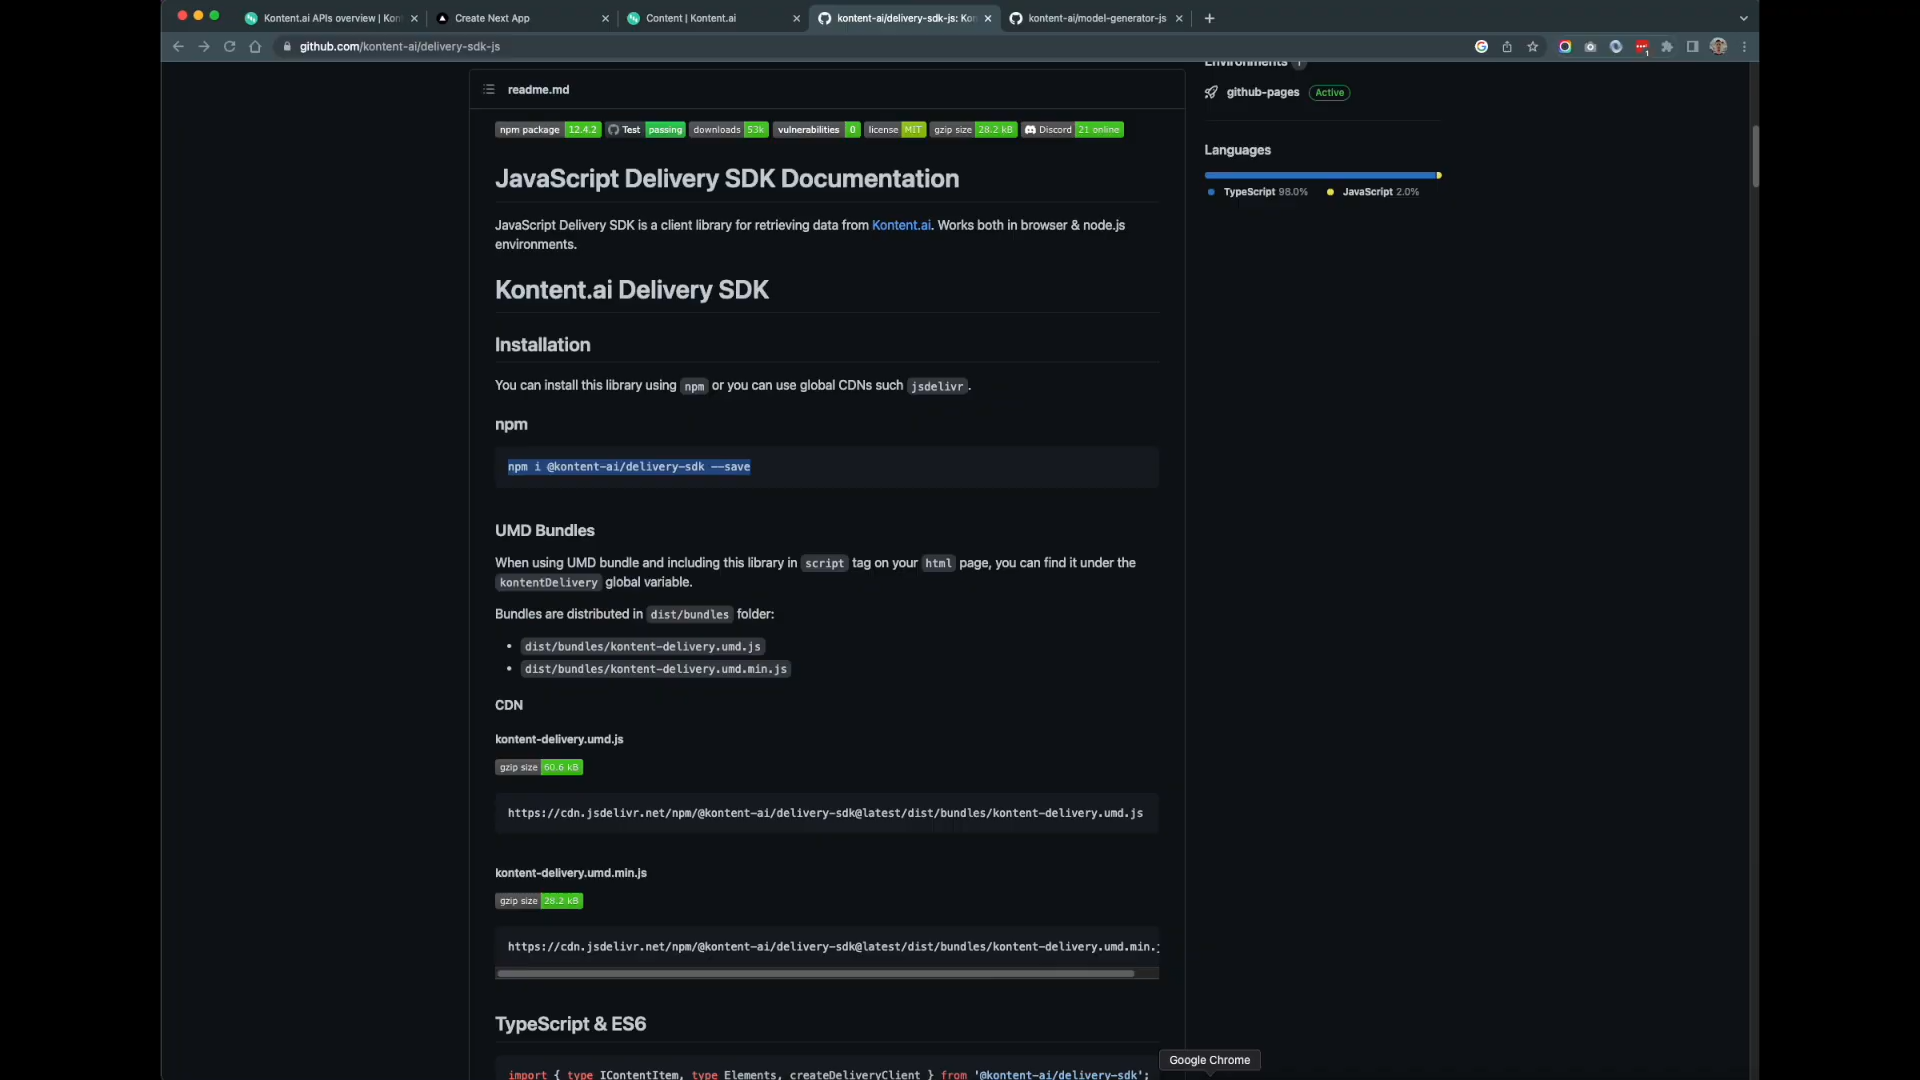 Kontent.ai APIs overview | Kon
Create Next App
Content | Kontent.ai
kontent-ai/delivery-sdk-js: Kon
kontent-ai/model-generator-js
github.com/kontent-ai/delivery-sdk-js
1
Environments 1
readme.md
github-pages Active
npm package 12.4.2 Test passing downloads 53k vulnerabilities 0 license MIT gzip size 28.2 kB Discord 21 online
Languages
TypeScript 98.0% JavaScript 2.0%
JavaScript Delivery SDK Documentation
JavaScript Delivery SDK is a client library for retrieving data from Kontent.ai. Works both in browser & node.js
environments.
Kontent.ai Delivery SDK
Installation
You can install this library using npm or you can use global CDNs such jsdelivr.
npm
npm i @kontent-ai/delivery-sdk --save
UMD Bundles
When using UMD bundle and including this library in script tag on your html page, you can find it under the
kontentDelivery global variable.
Bundles are distributed in dist/bundles folder:
• dist/bundles/kontent-delivery.umd.js
• dist/bundles/kontent-delivery.umd.min.js
CDN
kontent-delivery.umd.js
gzip size 60.6 kB
https://cdn.jsdelivr.net/npm/@kontent-ai/delivery-sdk@latest/dist/bundles/kontent-delivery.umd.js
kontent-delivery.umd.min.js
gzip size 28.2 kB
https://cdn.jsdelivr.net/npm/@kontent-ai/delivery-sdk@latest/dist/bundles/kontent-delivery.umd.min.j
TypeScript & ES6
Google Chrome
import { type IContentItem, type Elements, createDeliveryClient } from '@kontent-ai/delivery-sdk';